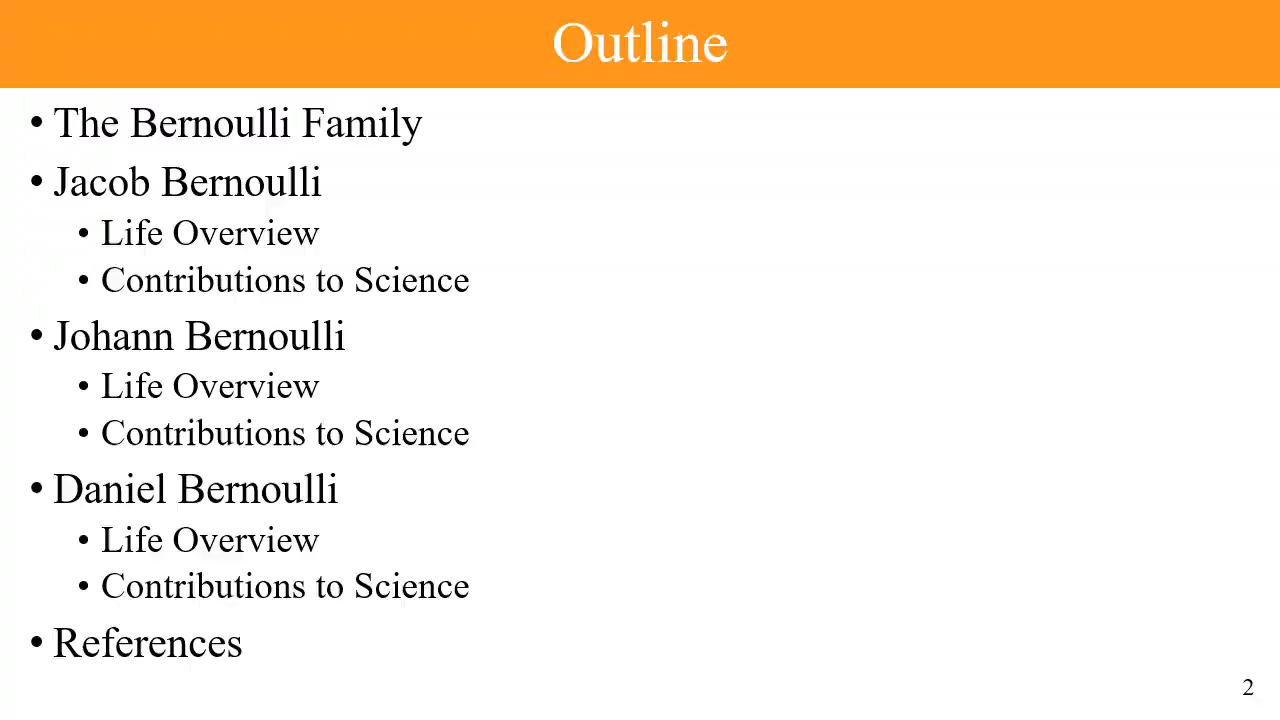 Outline
• The Bernoulli Family
• Jacob Bernoulli
• Life Overview
• Contributions to Science
• Johann Bernoulli
• Life Overview
• Contributions to Science
• Daniel Bernoulli
• Life Overview
• Contributions to Science
• References
2